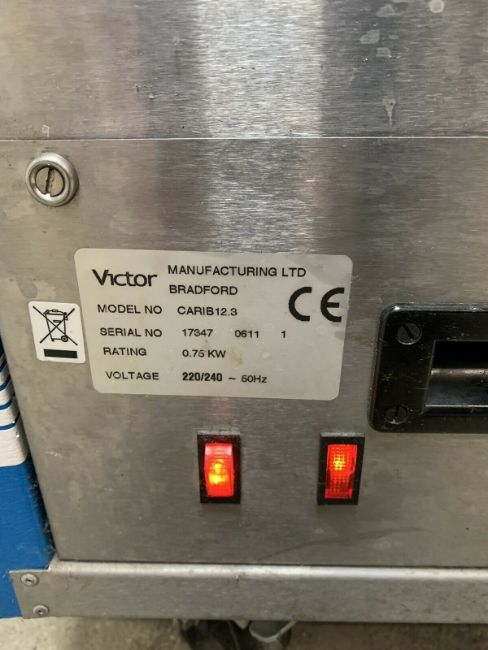 Victor MANUFACTURING LTD
BRADFORD
CE
MODEL NO CARIB12.3
SERIAL NO 17347 0611 1
RATING 0.75 KW
VOLTAGE 220/240 ~ 50Hz